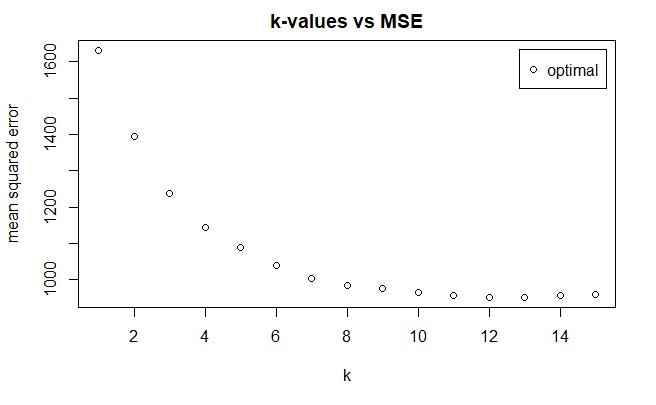 k-values vs MSE
optimal
mean squared error
1600
1400
1200
1000
2 4 6 8 10 12 14
k